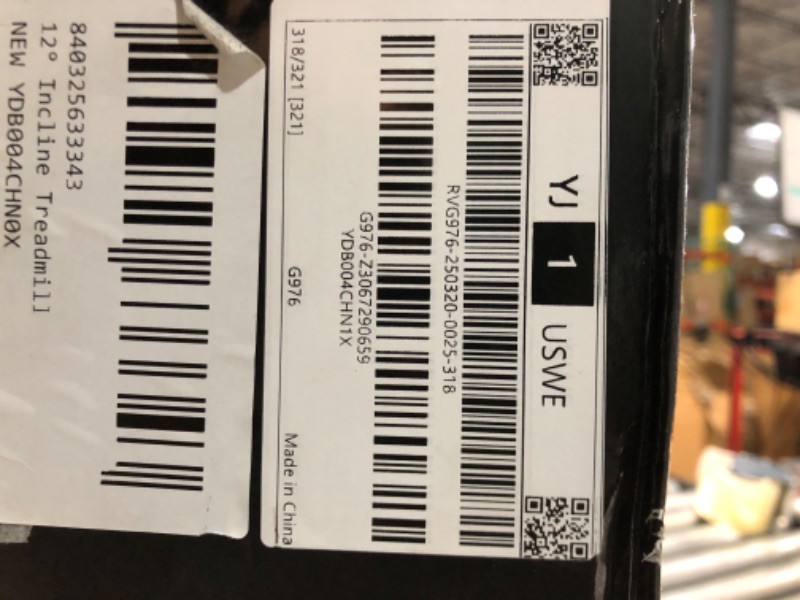 840325633343
12° Incline Treadmill
NEW YDB004CHN0X
YJ 1 USWE
RVG976-250320-0025-318
G976-Z3067290659
YDB004CHN1X
318/321 [321] G976 Made in China